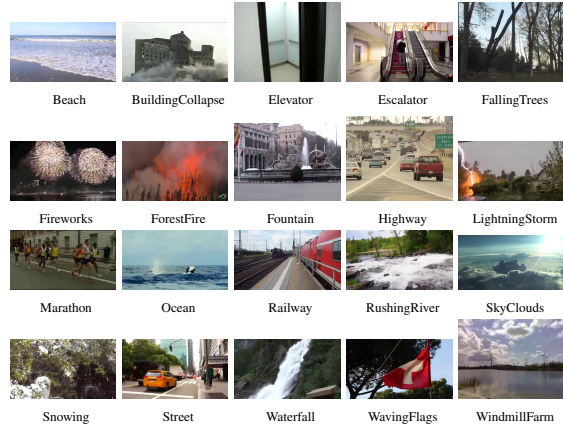 Beach BuildingCollapse Elevator Escalator FallingTrees
Fireworks ForestFire Fountain Highway LightningStorm
Marathon Ocean Railway RushingRiver SkyClouds
Snowing Street Waterfall WavingFlags WindmillFarm